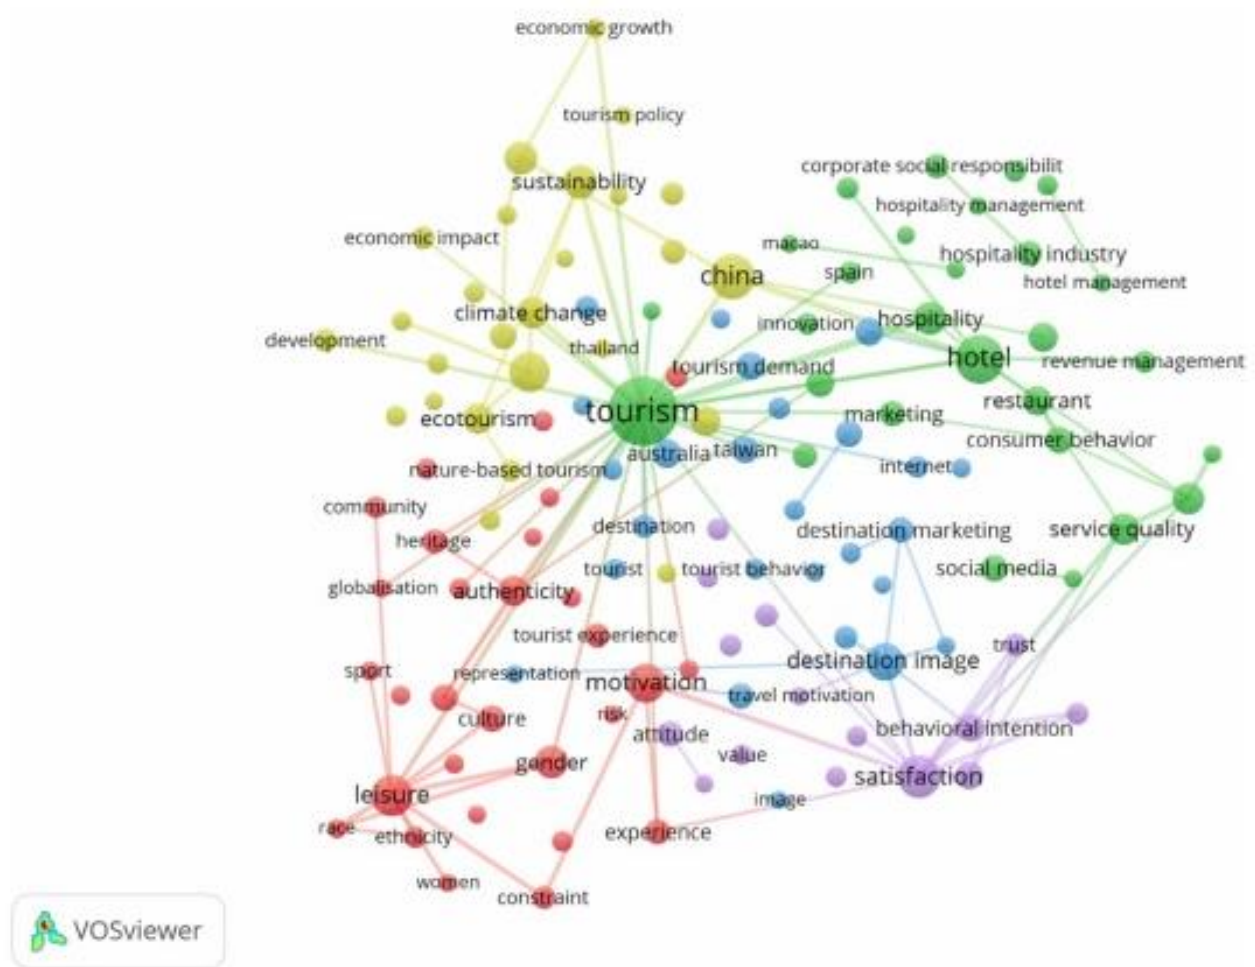 economic growth
tourism policy
corporate social responsibilit
sustainability
hospitality management
economic impact
macao
hospitality industry
china
spain
hotel management
climate change
innovation
hospitality
development
thailand
hotel
revenue management
tourism demand
restaurant
tourism
marketing
ecotourism
consumer behavior
australia
taiwan
nature-based tourism
internet
community
destination
destination marketing
service quality
heritage
tourist
tourist behavior
social media
globalisation
authenticity
tourist experience
trust
destination image
sport
representation
motivation
travel motivation
risk
culture
attitude
behavioral intention
value
gender
satisfaction
leisure
image
race
ethnicity
experience
women
constraint
VOSviewer